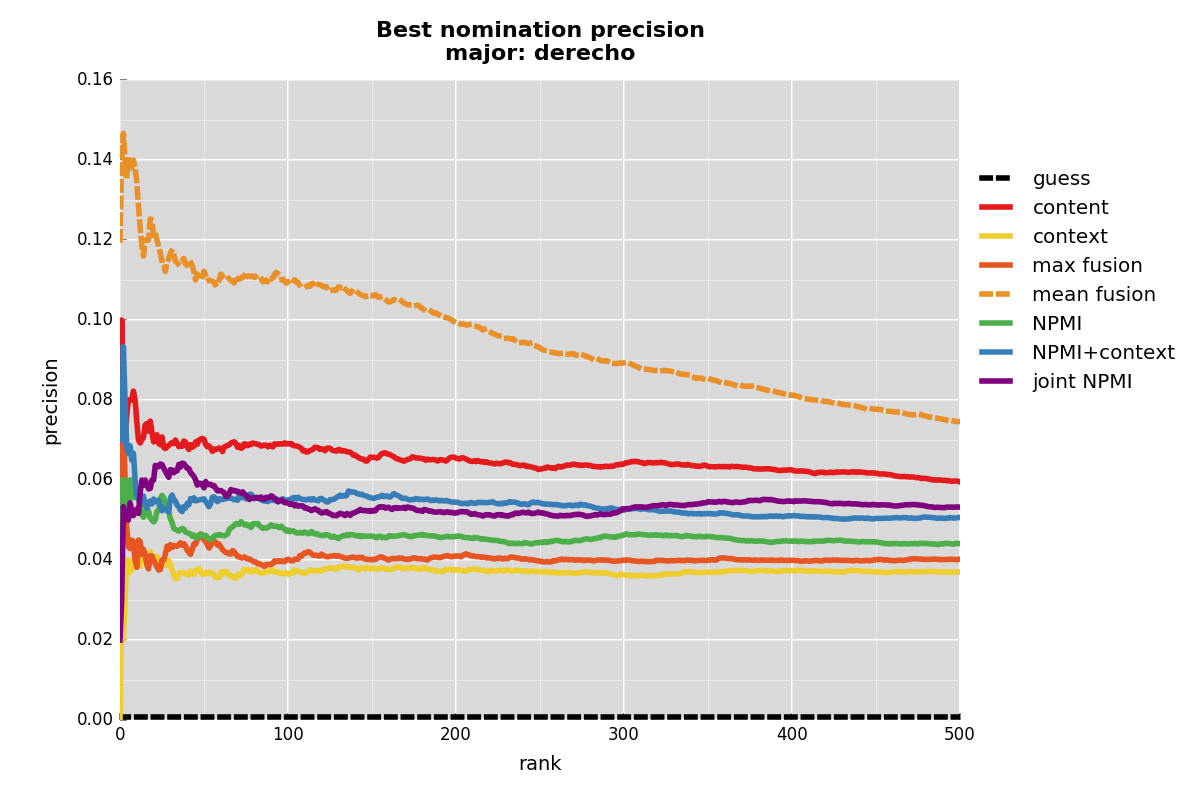 Best nomination precision
major: derecho
0.16
0.14
0.12
0.10
0.08
0.06
0.04
0.02
0.00
precision
0 100 200 300 400 500
rank
guess
content
context
max fusion
mean fusion
NPMI
NPMI+context
joint NPMI